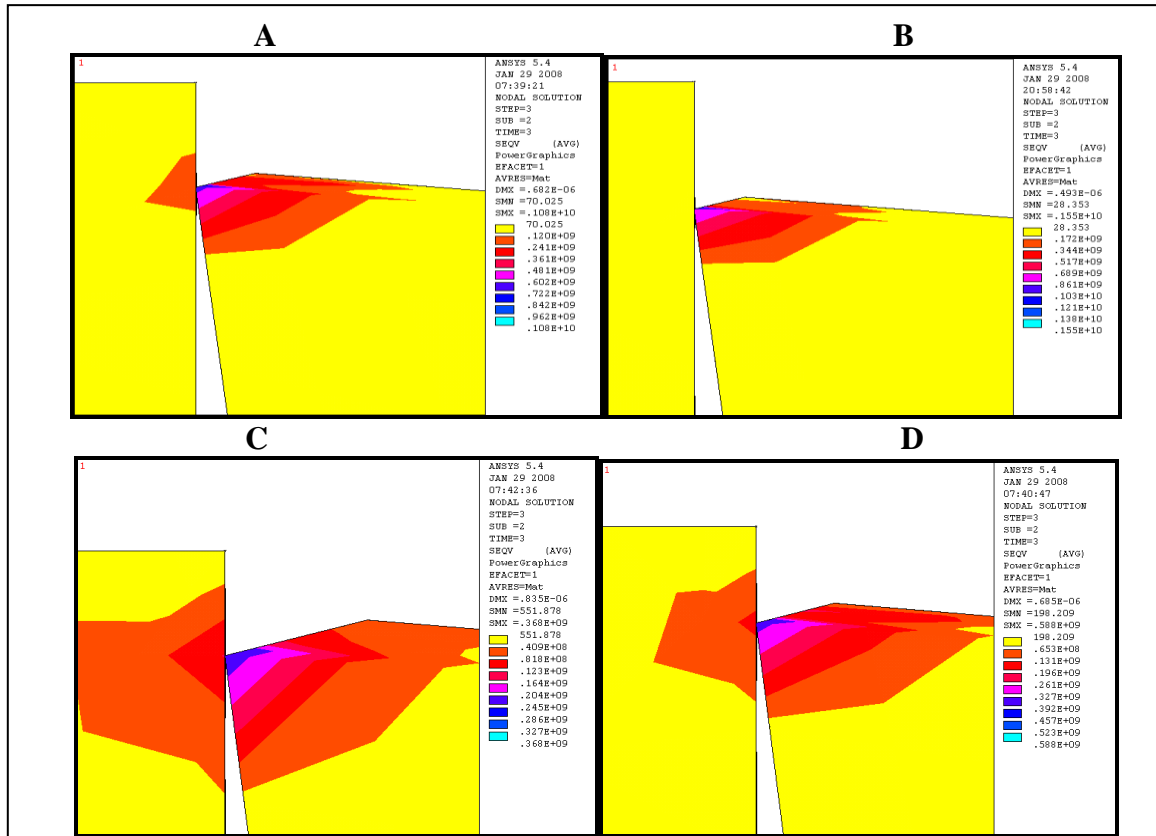 A
1
ANSYS 5.4
JAN 29 2008
07:39:21
NODAL SOLUTION
STEP=3
SUB =2
TIME=3
SEQV (AVG)
PowerGraphics
EFACET=1
AVRES=Mat
DMX =.682E-06
SMN =70.025
SMX =.108E+10
70.025
.120E+09
.241E+09
.361E+09
.481E+09
.602E+09
.722E+09
.842E+09
.962E+09
.108E+10
B
1
ANSYS 5.4
JAN 29 2008
20:58:42
NODAL SOLUTION
STEP=3
SUB =2
TIME=3
SEQV (AVG)
PowerGraphics
EFACET=1
AVRES=Mat
DMX =.493E-06
SMN =28.353
SMX =.155E+10
28.353
.172E+09
.344E+09
.517E+09
.689E+09
.861E+09
.103E+10
.121E+10
.138E+10
.155E+10
C
1
ANSYS 5.4
JAN 29 2008
07:42:36
NODAL SOLUTION
STEP=3
SUB =2
TIME=3
SEQV (AVG)
PowerGraphics
EFACET=1
AVRES=Mat
DMX =.835E-06
SMN =551.878
SMX =.368E+09
551.878
.409E+08
.818E+08
.123E+09
.164E+09
.204E+09
.245E+09
.286E+09
.327E+09
.368E+09
D
1
ANSYS 5.4
JAN 29 2008
07:40:47
NODAL SOLUTION
STEP=3
SUB =2
TIME=3
SEQV (AVG)
PowerGraphics
EFACET=1
AVRES=Mat
DMX =.685E-06
SMN =198.209
SMX =.588E+09
198.209
.653E+08
.131E+09
.196E+09
.261E+09
.327E+09
.392E+09
.457E+09
.523E+09
.588E+09